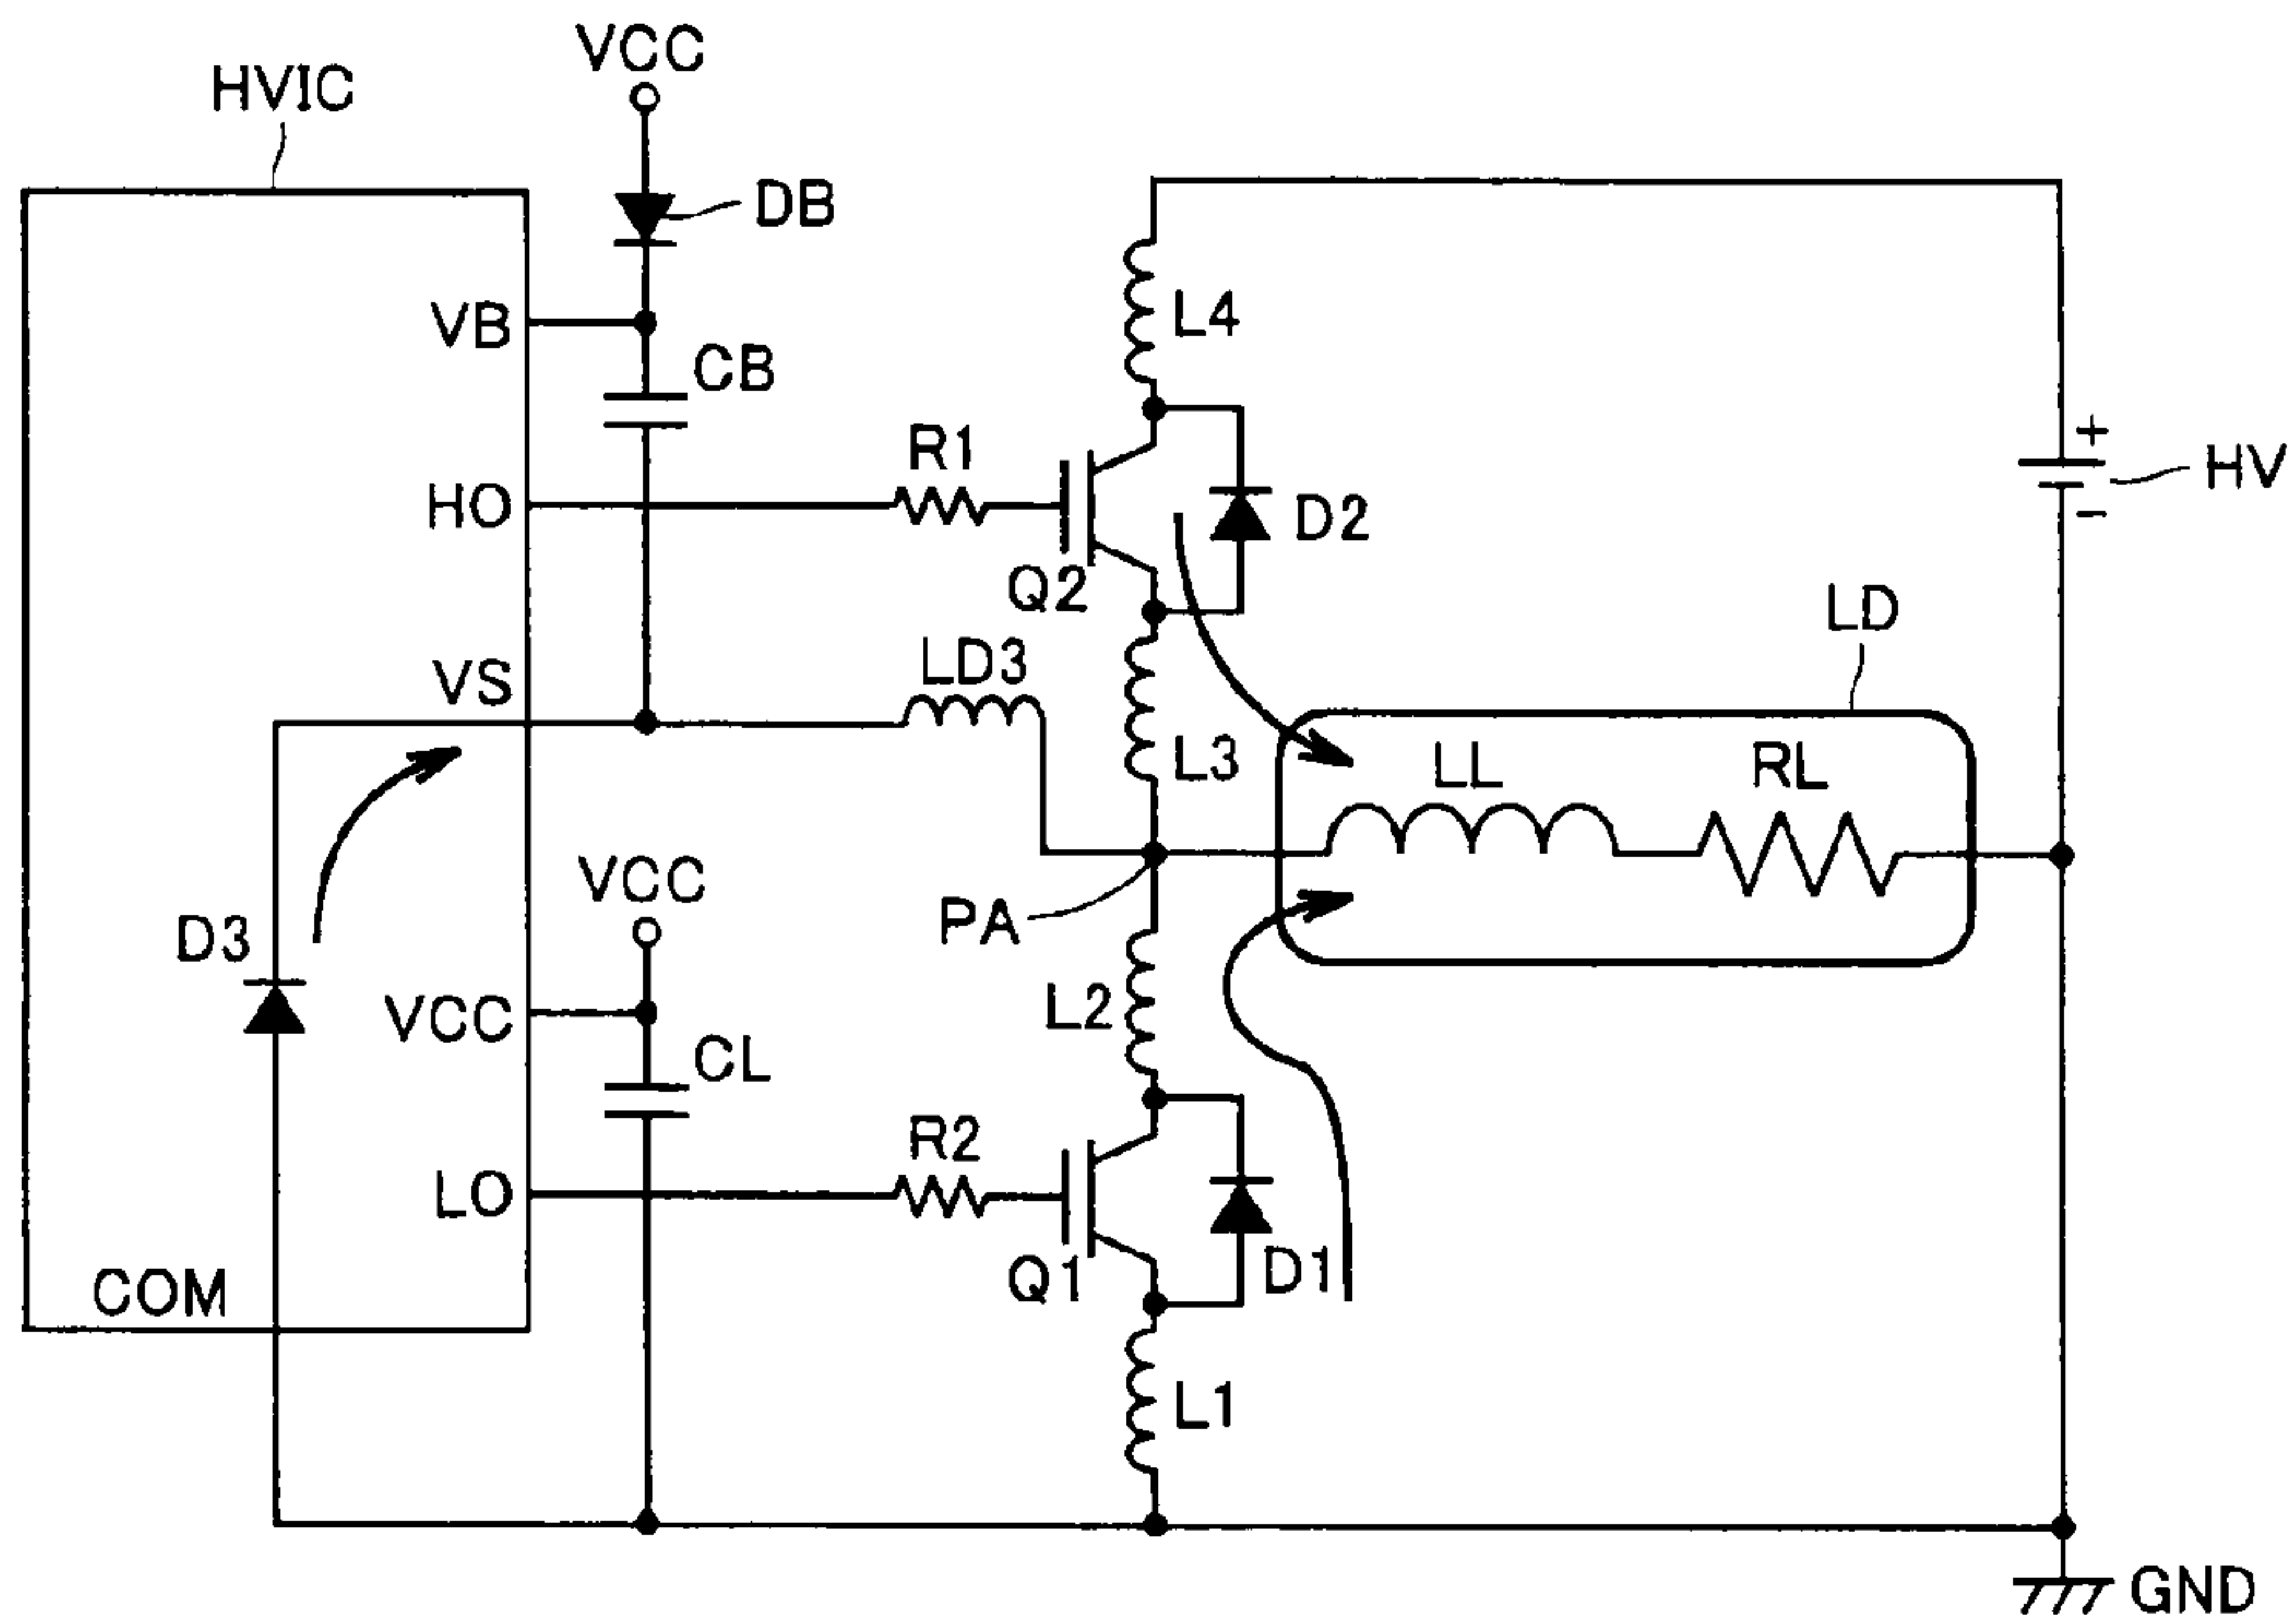 VCC
HVIC
DB
VB
CB
L4
R1
HO
D2
+
HV
−
Q2
LD
LD3
VS
L3
LL
RL
VCC
PA
D3
L2
VCC
CL
R2
LO
Q1
D1
COM
L1
GND